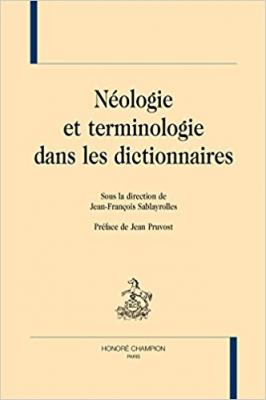 Néologie
et terminologie
dans les dictionnaires
Sous la direction de
Jean-François Sablayrolles
Préface de Jean Pruvost
HONORÉ CHAMPION
PARIS